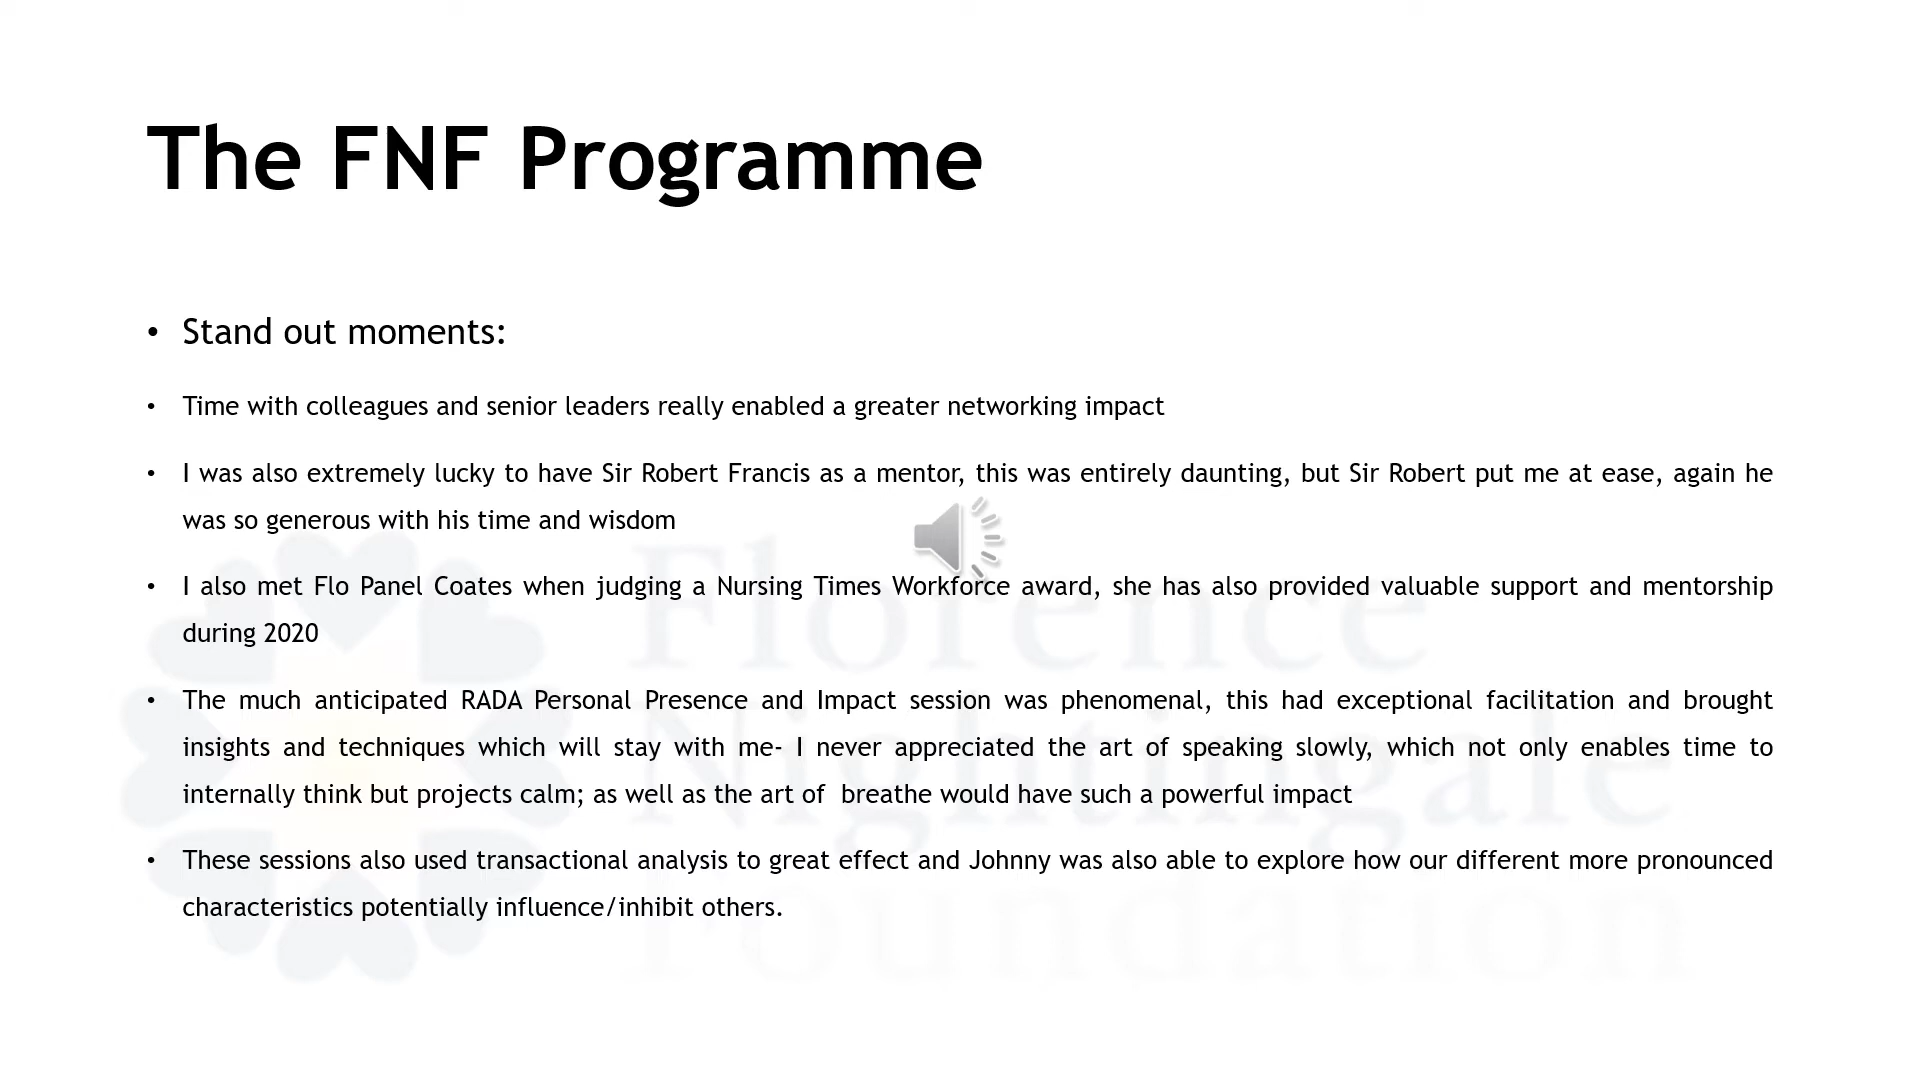 The FNF Programme
• Stand out moments:
• Time with colleagues and senior leaders really enabled a greater networking impact
• I was also extremely lucky to have Sir Robert Francis as a mentor, this was entirely daunting, but Sir Robert put me at ease, again he
was so generous with his time and wisdom
• I also met Flo Panel Coates when judging a Nursing Times Workforce award, she has also provided valuable support and mentorship
during 2020
• The much anticipated RADA Personal Presence and Impact session was phenomenal, this had exceptional facilitation and brought
insights and techniques which will stay with me- I never appreciated the art of speaking slowly, which not only enables time to
internally think but projects calm; as well as the art of  breathe would have such a powerful impact
• These sessions also used transactional analysis to great effect and Johnny was also able to explore how our different more pronounced
characteristics potentially influence/inhibit others.
Florence
Nightingale
Foundation